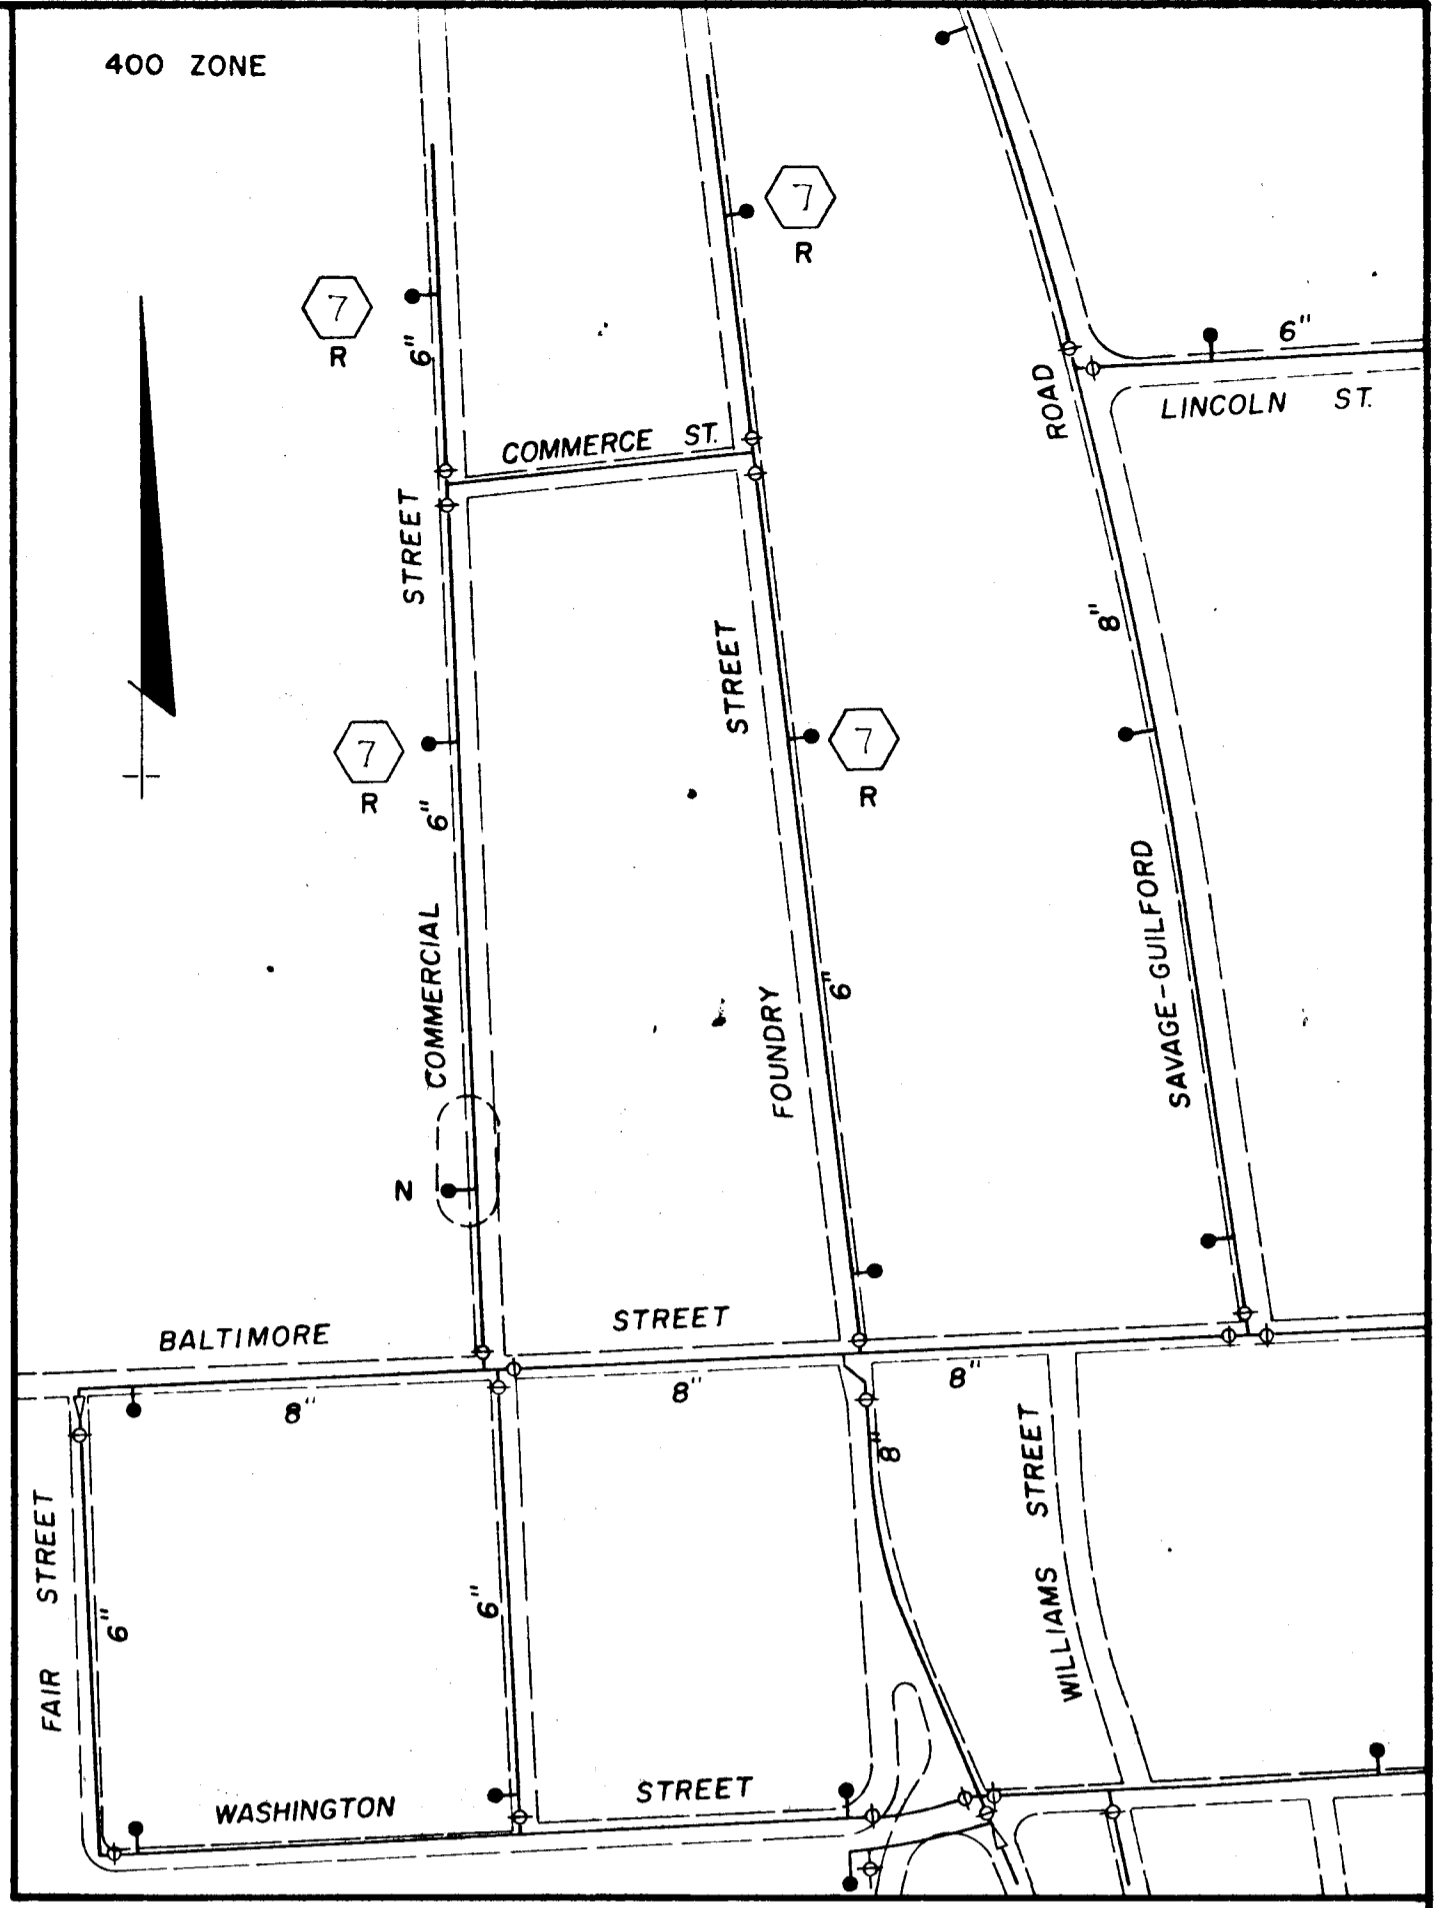 400 ZONE
7
R
7
R
6"
6"
LINCOLN ST.
ROAD
COMMERCE ST.
STREET
8"
STREET
7
R
7
R
6"
SAVAGE-GUILFORD
COMMERCIAL
6"
FOUNDRY
N
STREET
BALTIMORE
8"
8"
8"
8"
STREET
WILLIAMS
STREET
FAIR
6"
6"
STREET
WASHINGTON